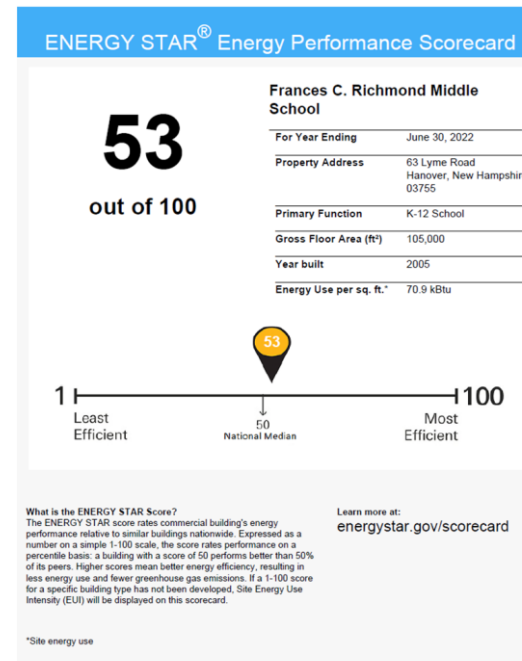 ENERGY STAR® Energy Performance Scorecard
53
out of 100
Frances C. Richmond Middle
School
For Year Ending June 30, 2022
Property Address 63 Lyme Road
Hanover, New Hampshir
03755
Primary Function K-12 School
Gross Floor Area (ft²) 105,000
Year built 2005
Energy Use per sq. ft.* 70.9 kBtu
53
1 100
Least
Efficient
50
National Median
Most
Efficient
What is the ENERGY STAR Score?
The ENERGY STAR score rates commercial building's energy
performance relative to similar buildings nationwide. Expressed as a
number on a simple 1-100 scale, the score rates performance on a
percentile basis: a building with a score of 50 performs better than 50%
of its peers. Higher scores mean better energy efficiency, resulting in
less energy use and fewer greenhouse gas emissions. If a 1-100 score
for a specific building type has not been developed, Site Energy Use
Intensity (EUI) will be displayed on this scorecard.
Learn more at:
energystar.gov/scorecard
*Site energy use